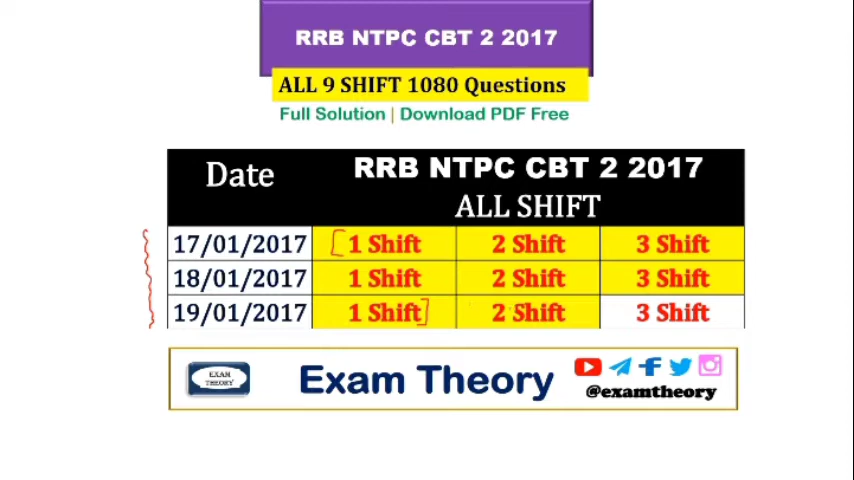 RRB NTPC CBT 2 2017
ALL 9 SHIFT 1080 Questions
Full Solution | Download PDF Free
Date RRB NTPC CBT 2 2017
ALL SHIFT
17/01/2017 1 Shift 2 Shift 3 Shift
18/01/2017 1 Shift 2 Shift 3 Shift
19/01/2017 1 Shift 2 Shift 3 Shift
EXAM
THEORY
Exam Theory
@examtheory